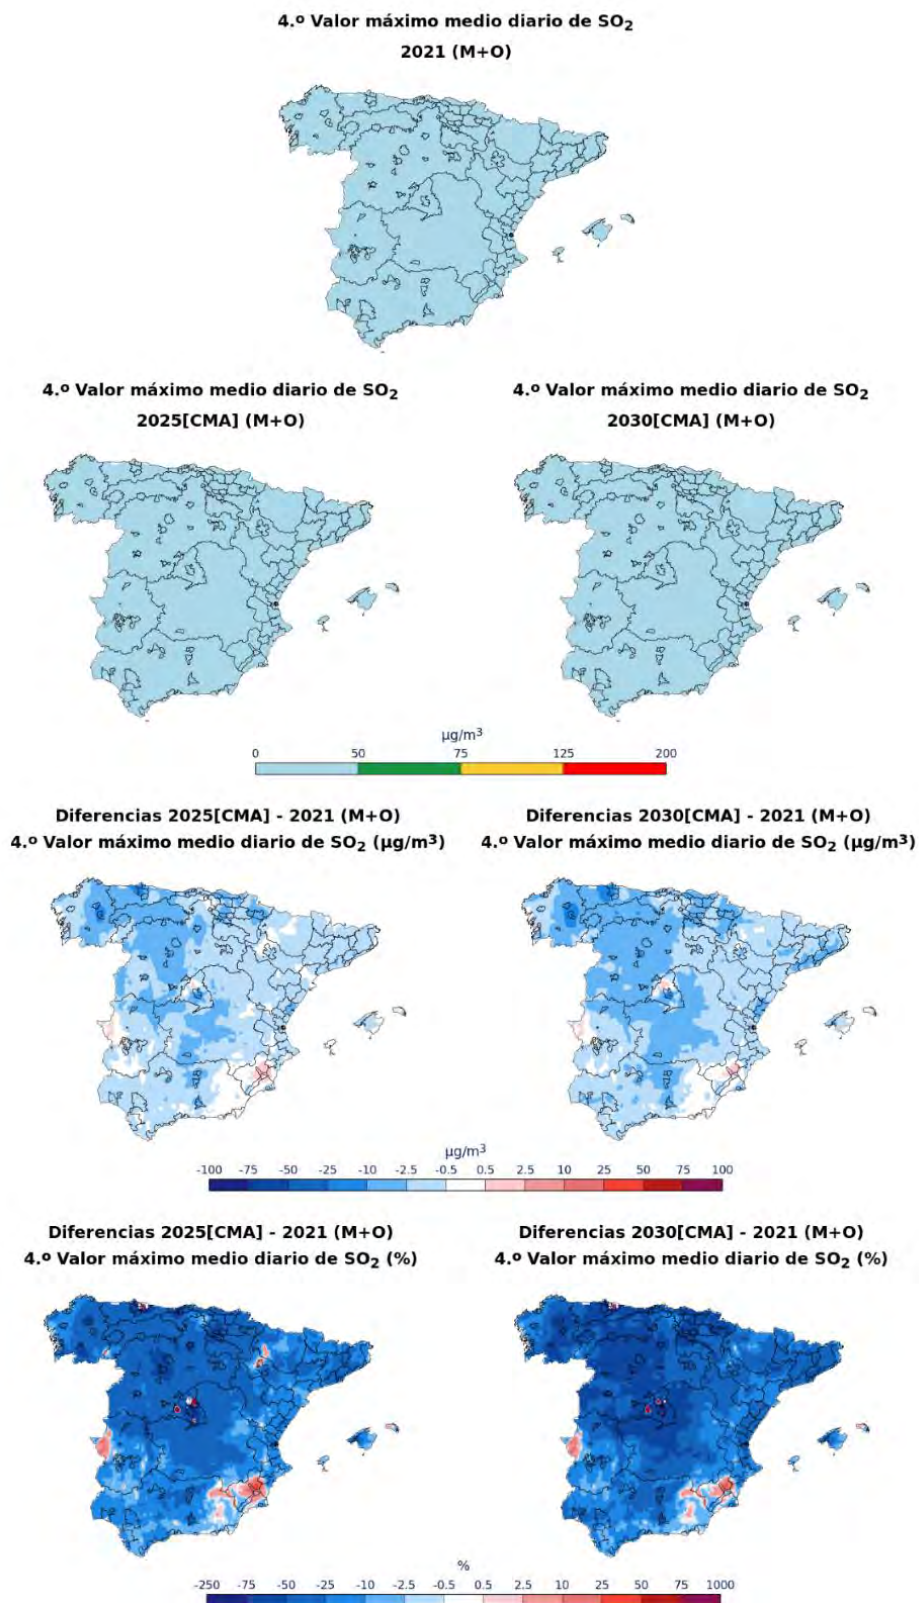 4.º Valor máximo medio diario de SO2
2021 (M+O)
4.º Valor máximo medio diario de SO2
2025[CMA] (M+O)
4.º Valor máximo medio diario de SO2
2030[CMA] (M+O)
µg/m3
0 50 75 125 200
Diferencias 2025[CMA] - 2021 (M+O)
4.º Valor máximo medio diario de SO2 (µg/m3)
Diferencias 2030[CMA] - 2021 (M+O)
4.º Valor máximo medio diario de SO2 (µg/m3)
µg/m3
-100 -75 -50 -25 -10 -2.5 -0.5 0.5 2.5 10 25 50 75 100
Diferencias 2025[CMA] - 2021 (M+O)
4.º Valor máximo medio diario de SO2 (%)
Diferencias 2030[CMA] - 2021 (M+O)
4.º Valor máximo medio diario de SO2 (%)
%
-250 -75 -50 -25 -10 -2.5 -0.5 0.5 2.5 10 25 50 75 1000